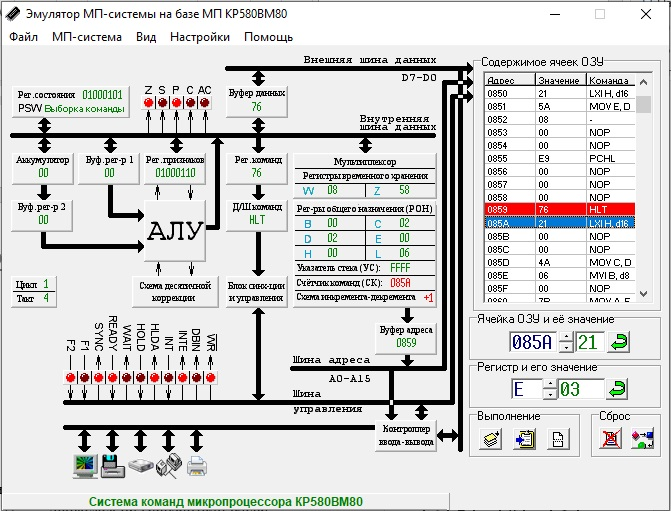 Эмулятор МП-системы на базе МП КР580ВМ80
Файл МП-система Вид Настройки Помощь
Внешняя шина данных
D7-D0
Рег.состояния 01000101
PSW Выборка команды
Z S P C AC
Буфер данных
76
Внутренняя
шина данных
Аккумулятор
00
Буф.рег-р 1
00
Рег.признаков
01000110
Рег.команд
76
Буф.рег-р 2
00
АЛУ
Д/Ш команд
HLT
Мультиплексор
Регистры временного хранения
W 08 Z 58
Рег-ры общего назначения (РОН)
B 00 C 02
D 02 E 00
H 00 L 06
Указатель стека (УС): FFFF
Счётчик команд (СК): 085A
Схема инкремента-декремента +1
Цикл 1
Такт 4
Схема десятичной
коррекции
Блок синх-ции
и управления
Буфер адреса
0859
F2 F1 SYNC READY WAIT HOLD HLDA INT INTE DBIN WR
Шина адреса
A0-A15
Шина
управления
Контроллер
ввода-вывода
Система команд микропроцессора КР580ВМ80
Содержимое ячеек ОЗУ
Адрес Значение Команда
0850 21 LXI H, d16
0851 5A MOV E, D
0852 08 -
0853 00 NOP
0854 00 NOP
0855 E9 PCHL
0856 00 NOP
0857 00 NOP
0858 00 NOP
0859 76 HLT
085A 21 LXI H, d16
085B 00 NOP
085C 00 NOP
085D 4A MOV C, D
085E 06 MVI B, d8
085F 00 NOP
Ячейка ОЗУ и её значение
085A 21
Регистр и его значение
E 03
Выполнение
Сброс